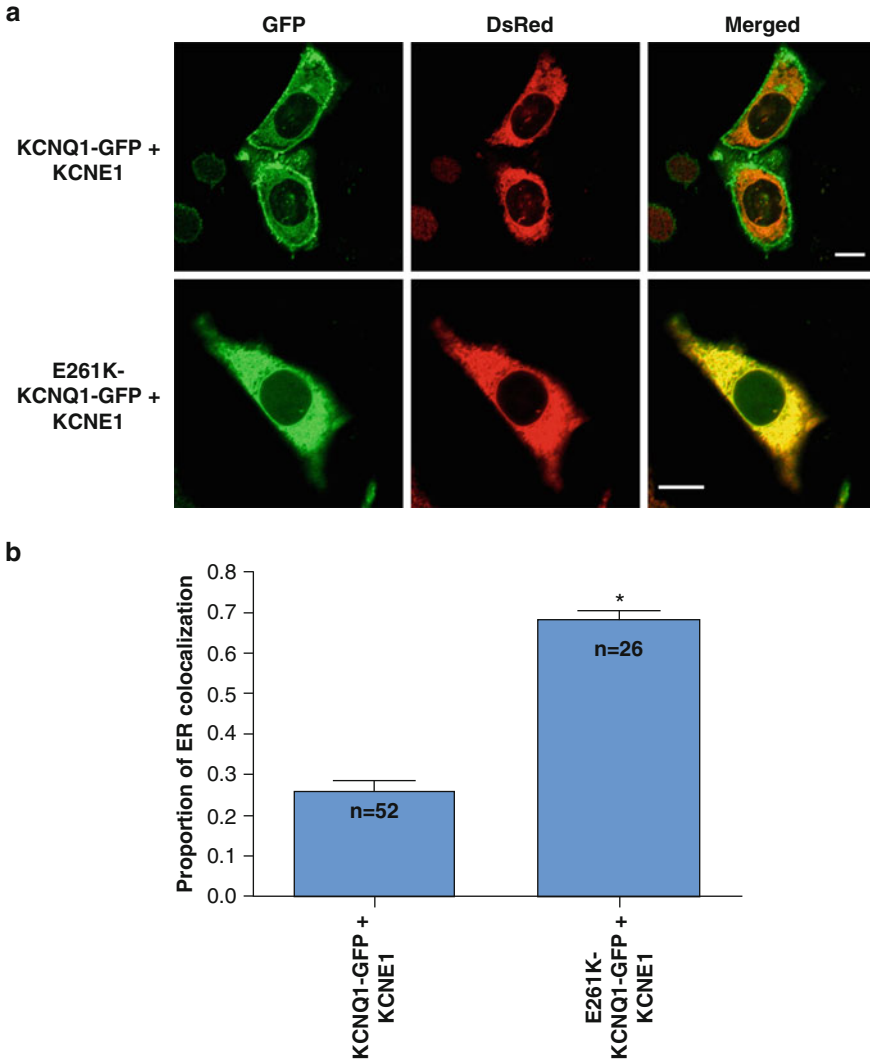 a
GFP
DsRed
Merged
KCNQ1-GFP +
KCNE1
E261K-
KCNQ1-GFP +
KCNE1
b
Proportion of ER colocalization
0.8
0.7
0.6
0.5
0.4
0.3
0.2
0.1
0.0
n=52
*
n=26
KCNQ1-GFP +
KCNE1
E261K-
KCNQ1-GFP +
KCNE1